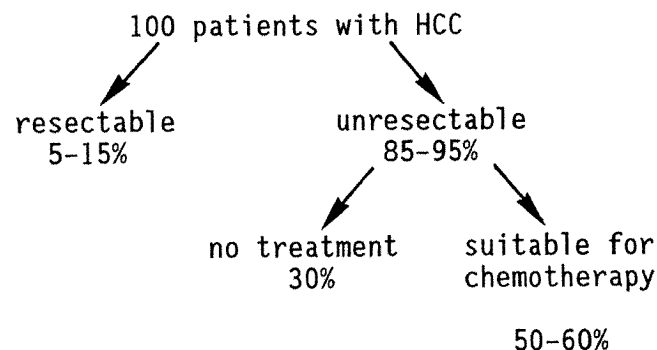 100 patients with HCC
resectable
5-15%
unresectable
85-95%
no treatment
30%
suitable for
chemotherapy
50-60%